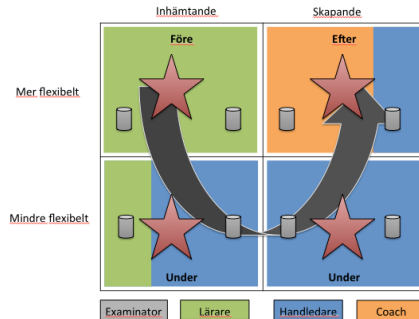 Inhämtande
Skapande
Före
Efter
Mer flexibelt
Mindre flexibelt
Under
Under
Examinator
Lärare
Handledare
Coach